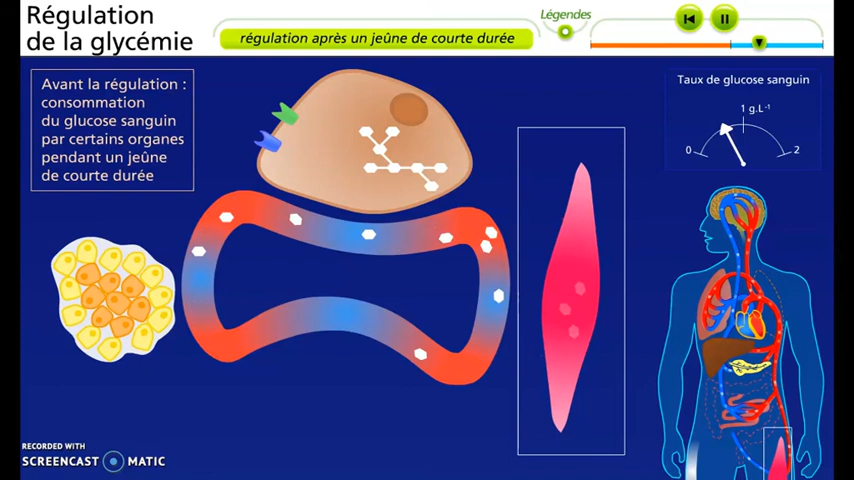 Régulation
de la glycémie
régulation après un jeûne de courte durée
Légendes
Avant la régulation :
consommation
du glucose sanguin
par certains organes
pendant un jeûne
de courte durée
Taux de glucose sanguin
1 g.L⁻¹
0
2
RECORDED WITH
SCREENCAST MATIC